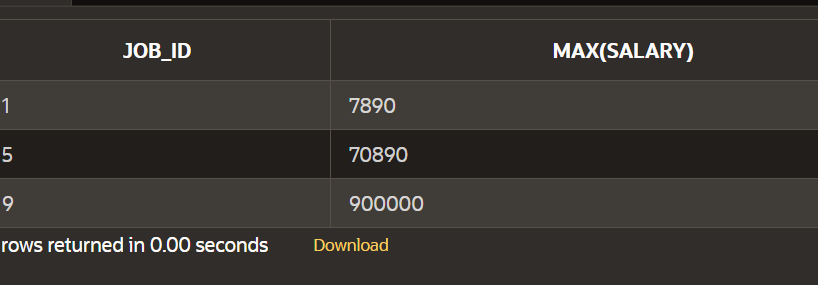 JOB_ID MAX(SALARY)
1 7890
5 70890
9 900000
rows returned in 0.00 seconds Download